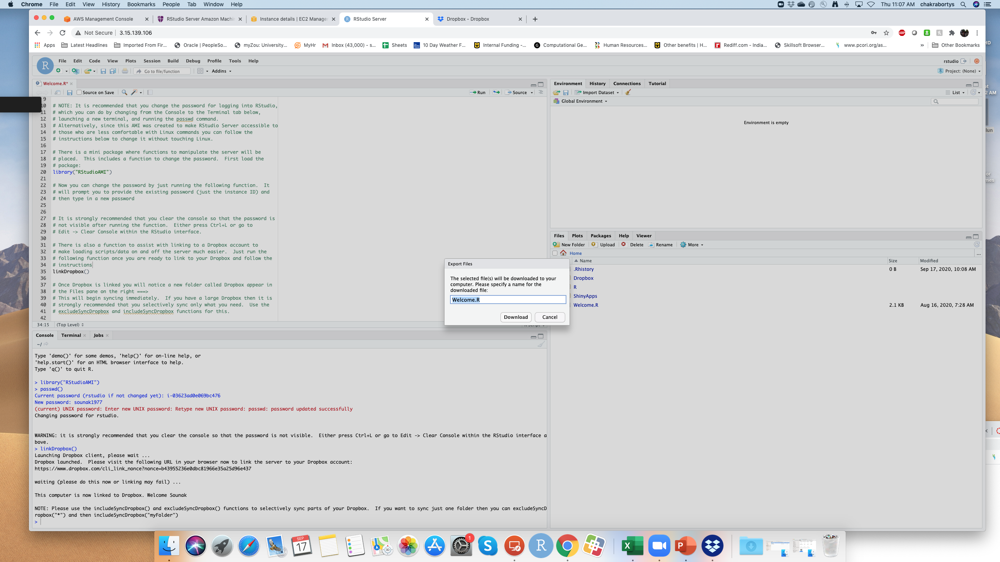 Chrome File Edit View History Bookmarks People Tab Window Help
Thu 11:07 AM chakrabortys
AWS Management Console
RStudio Server Amazon Machin
Instance details | EC2 Manager
RStudio Server
Dropbox - Dropbox
Not Secure 3.15.139.106
Apps Latest Headlines Imported From Fir... Oracle | PeopleSo... myZou: University... MyHr Inbox (43,000) - s... Sheets 10 Day Weather F... Internal Funding -... Computational Ge... Human Resources... Other benefits | H... Rediff.com - India... Skillsoft Browser... www.pcori.org/as... » Other Bookmarks
File Edit Code View Plots Session Build Debug Profile Tools Help
rstudio
Go to file/function Addins
Project: (None)
Welcome.R*
Source on Save Run Source
9
10 # NOTE: It is recommended that you change the password for logging into RStudio,
11 # which you can do by changing from the Console to the Terminal tab below,
12 # launching a new terminal, and running the passwd command.
13 # Alternatively, since this AMI was created to make RStudio Server accessible to
14 # those who are less comfortable with Linux commands you can follow the
15 # instructions below to change it without touching Linux.
16
17 # There is a mini package where functions to manipulate the server will be
18 # placed.  This includes a function to change the password.  First load the
19 # package:
20 library("RStudioAMI")
21
22 # Now you can change the password by just running the following function.  It
23 # will prompt you to provide the existing password (just the instance ID) and
24 # then type in a new password
25
26
27 # It is strongly recommended that you clear the console so that the password is
28 # not visible after running the function.  Either press Ctrl+L or go to
29 # Edit -> Clear Console within the RStudio interface.
30
31 # There is also a function to assist with linking to a Dropbox account to
32 # make loading scripts/data on and off the server much easier.  Just run the
33 # following function once you are ready to link to your Dropbox and follow the
34 # instructions
35 linkDropbox()
36
37 # Once Dropbox is linked you will notice a new folder called Dropbox appear in
38 # the Files pane on the right ===>
39 # This will begin syncing immediately.  If you have a large Dropbox then it is
40 # strongly recommended that you selectively sync only what you need.  Use the
41 # excludeSyncDropbox and includeSyncDropbox functions for this.
42
34:15 (Top Level)
Console Terminal Jobs
~/
Type 'demo()' for some demos, 'help()' for on-line help, or
'help.start()' for an HTML browser interface to help.
Type 'q()' to quit R.
> library("RStudioAMI")
> passwd()
Current password (rstudio if not changed yet): i-03623ad0e069bc476
New password: sounak1977
(current) UNIX password: Enter new UNIX password: Retype new UNIX password: passwd: password updated successfully
Changing password for rstudio.
WARNING: it is strongly recommended that you clear the console so that the password is not visible.  Either press Ctrl+L or go to Edit -> Clear Console within the RStudio interface a
bove.
> linkDropbox()
Launching Dropbox client, please wait ...
Dropbox launched.  Please visit the following URL in your browser now to link the server to your Dropbox account:
https://www.dropbox.com/cli_link_nonce?nonce=b43955236e0dbc81966e35a25d96e437
waiting (please do this now or linking may fail) ...
This computer is now linked to Dropbox. Welcome Sounak
NOTE: Please use the includeSyncDropbox() and excludeSyncDropbox() functions to selectively sync parts of your Dropbox.  If you want to sync just one folder then you can excludeSyncD
ropbox("*") and then includeSyncDropbox("myFolder")
>
Environment History Connections Tutorial
Import Dataset List
Global Environment
Environment is empty
Files Plots Packages Help Viewer
New Folder Upload Delete Rename More
Home ...
Name Size Modified
.Rhistory 0 B Sep 17, 2020, 10:08 AM
Dropbox
R
ShinyApps
Welcome.R 2.1 KB Aug 16, 2020, 7:28 AM
Export Files
The selected file(s) will be downloaded to your
computer. Please specify a name for the
downloaded file:
Welcome.R
Download Cancel
HD
2 AM
SEP
17
1